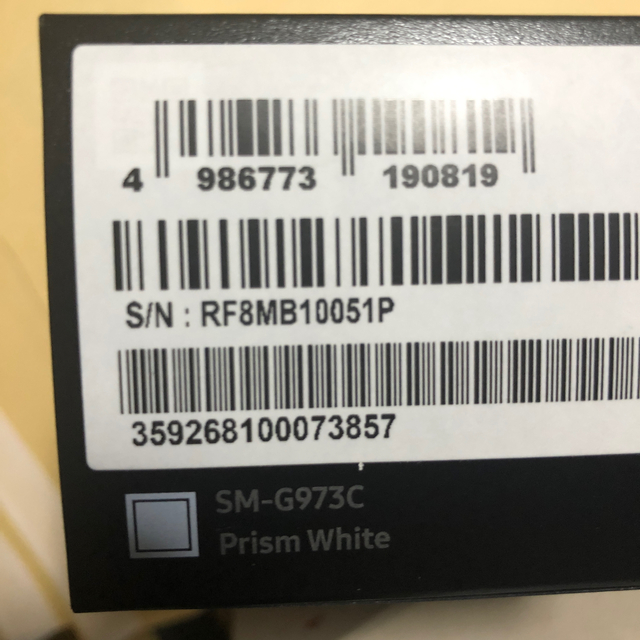 4 986773 190819
S/N : RF8MB10051P
359268100073857
SM-G973C
Prism White